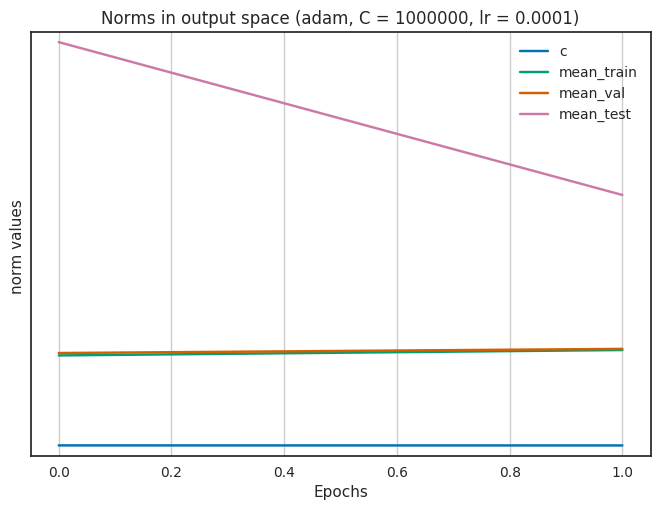 Norms in output space (adam, C = 1000000, lr = 0.0001)
c
mean_train
mean_val
mean_test
norm values
0.0 0.2 0.4 0.6 0.8 1.0
Epochs